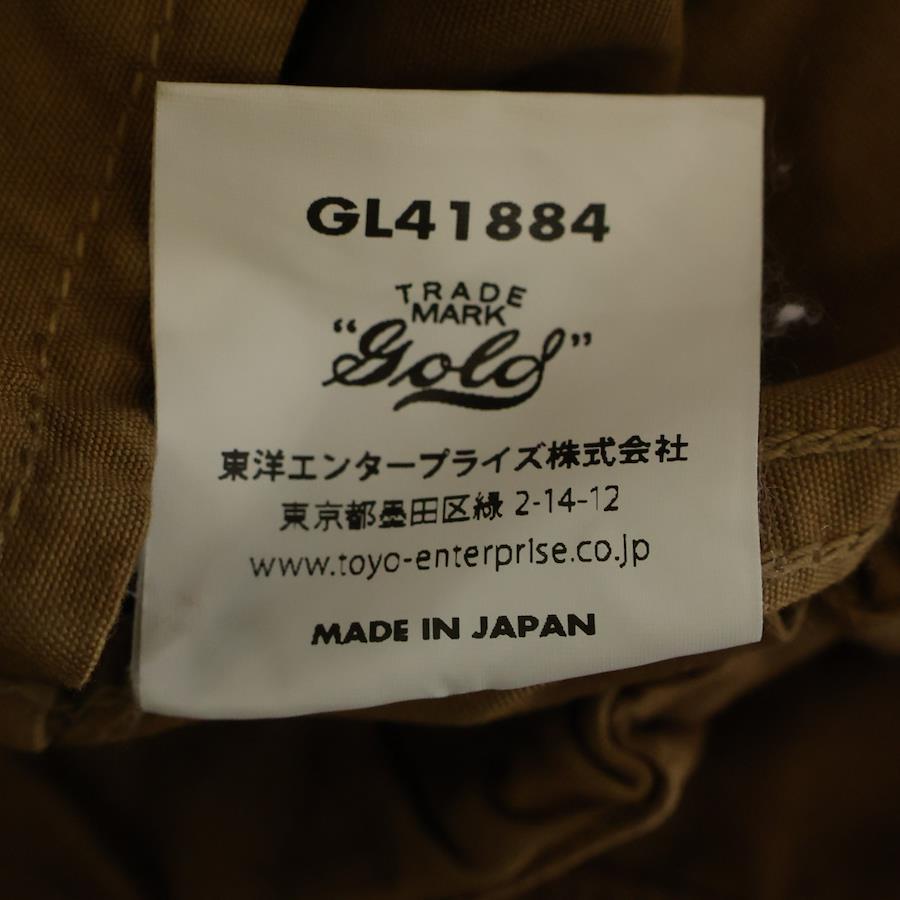 GL41884
TRADE
MARK
"Gold"
東洋エンタープライズ株式会社
東京都墨田区緑 2-14-12
www.toyo-enterprise.co.jp
MADE IN JAPAN